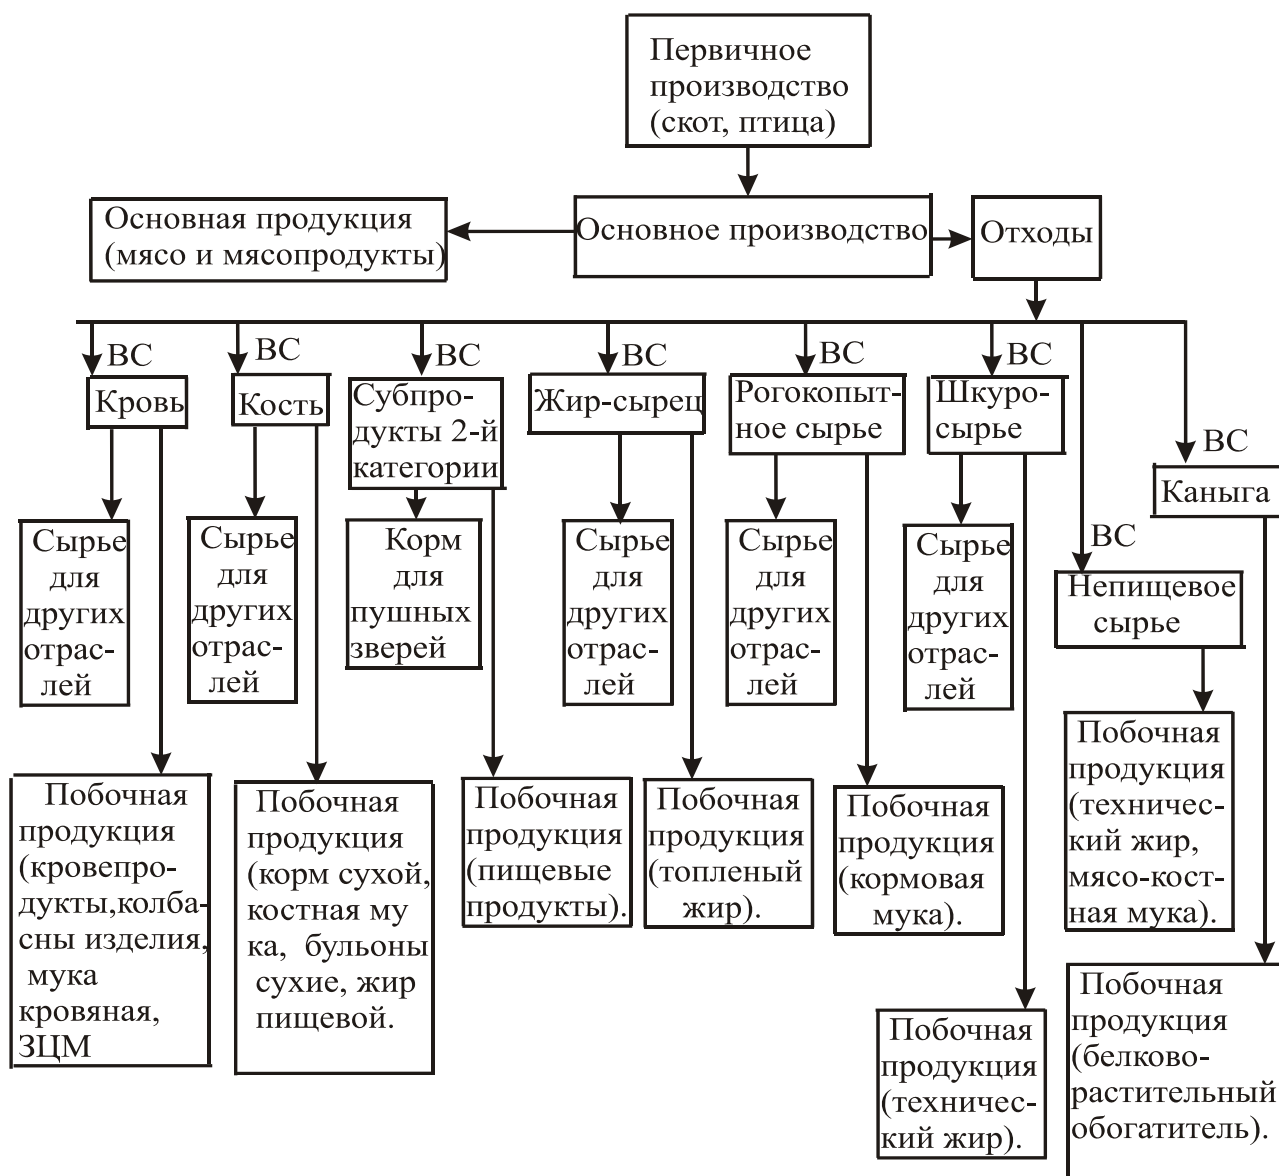 Первичное
производство
(скот, птица)
Основная продукция
(мясо и мясопродукты)
Основное производство
Отходы
ВС
ВС
ВС
ВС
ВС
ВС
ВС
ВС
Кровь
Кость
Субпро-
дукты 2-й
категории
Жир-сырец
Рогокопыт-
ное сырье
Шкуро-
сырье
Каныга
Непищевое
сырье
Сырье
для
других
отрас-
лей
Сырье
для
других
отрас-
лей
Корм
для
пушных
зверей
Сырье
для
других
отрас-
лей
Сырье
для
других
отрас-
лей
Сырье
для
других
отрас-
лей
Побочная
продукция
(кровепро-
дукты,колба-
сны изделия,
мука
кровяная,
ЗЦМ
Побочная
продукция
(корм сухой,
костная му
ка, бульоны
сухие, жир
пищевой.
Побочная
продукция
(пищевые
продукты).
Побочная
продукция
(топленый
жир).
Побочная
продукция
(кормовая
мука).
Побочная
продукция
(техничес-
кий жир,
мясо-кост-
ная мука).
Побочная
продукция
(техничес-
кий жир).
Побочная
продукция
(белково-
растительный
обогатитель).